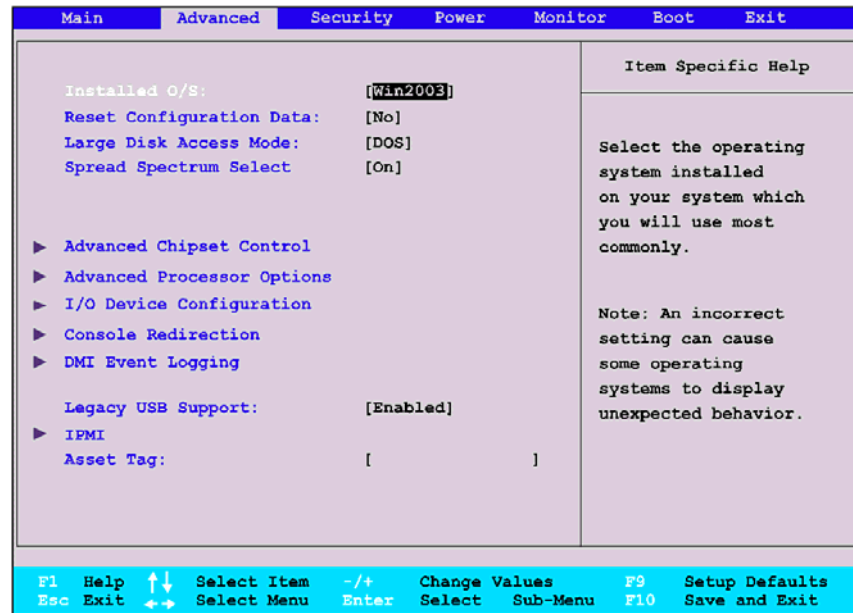 Main Advanced Security Power Monitor Boot Exit
Installed O/S: [Win2003]
Reset Configuration Data: [No]
Large Disk Access Mode: [DOS]
Spread Spectrum Select [On]
Advanced Chipset Control
Advanced Processor Options
I/O Device Configuration
Console Redirection
DMI Event Logging
Legacy USB Support: [Enabled]
IPMI
Asset Tag: [ ]
Item Specific Help
Select the operating
system installed
on your system which
you will use most
commonly.
Note: An incorrect
setting can cause
some operating
systems to display
unexpected behavior.
F1 Help ↑↓ Select Item -/+ Change Values F9 Setup Defaults
Esc Exit ←→ Select Menu Enter Select Sub-Menu F10 Save and Exit